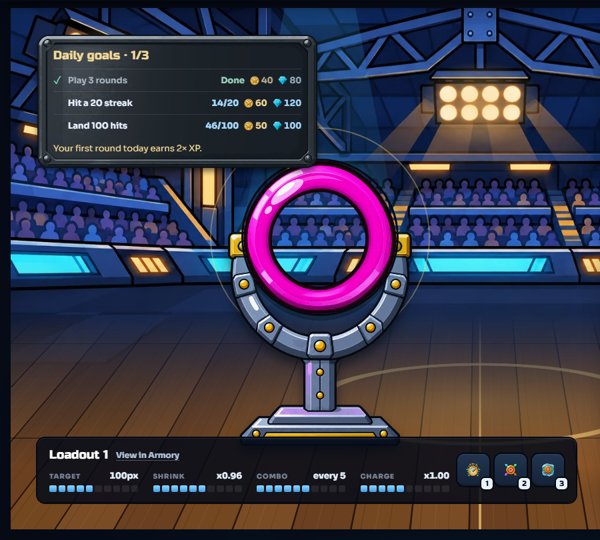 Daily goals · 1/3
✓ Play 3 rounds Done 40 80
Hit a 20 streak 14/20 60 120
Land 100 hits 46/100 50 100
Your first round today earns 2× XP.
Loadout 1 View In Armory
TARGET 100px SHRINK x0.96 COMBO every 5 CHARGE x1.00
1 2 3